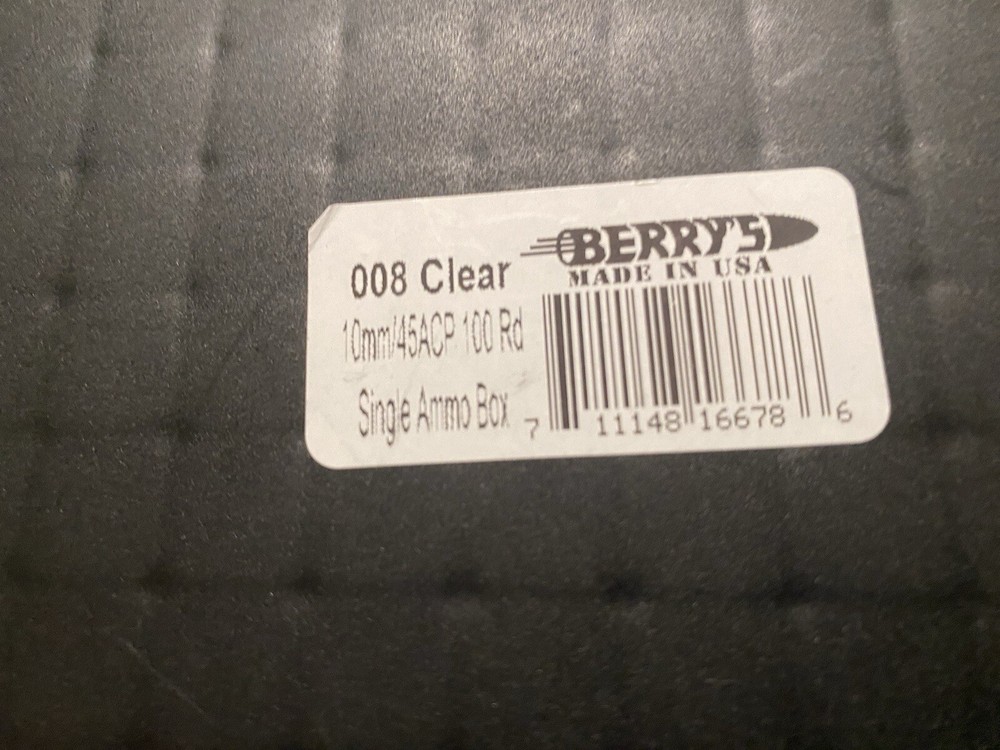 BERRY'S
MADE IN USA
008 Clear
10mm/45ACP 100 Rd
Single Ammo Box
7 11148 16678 6